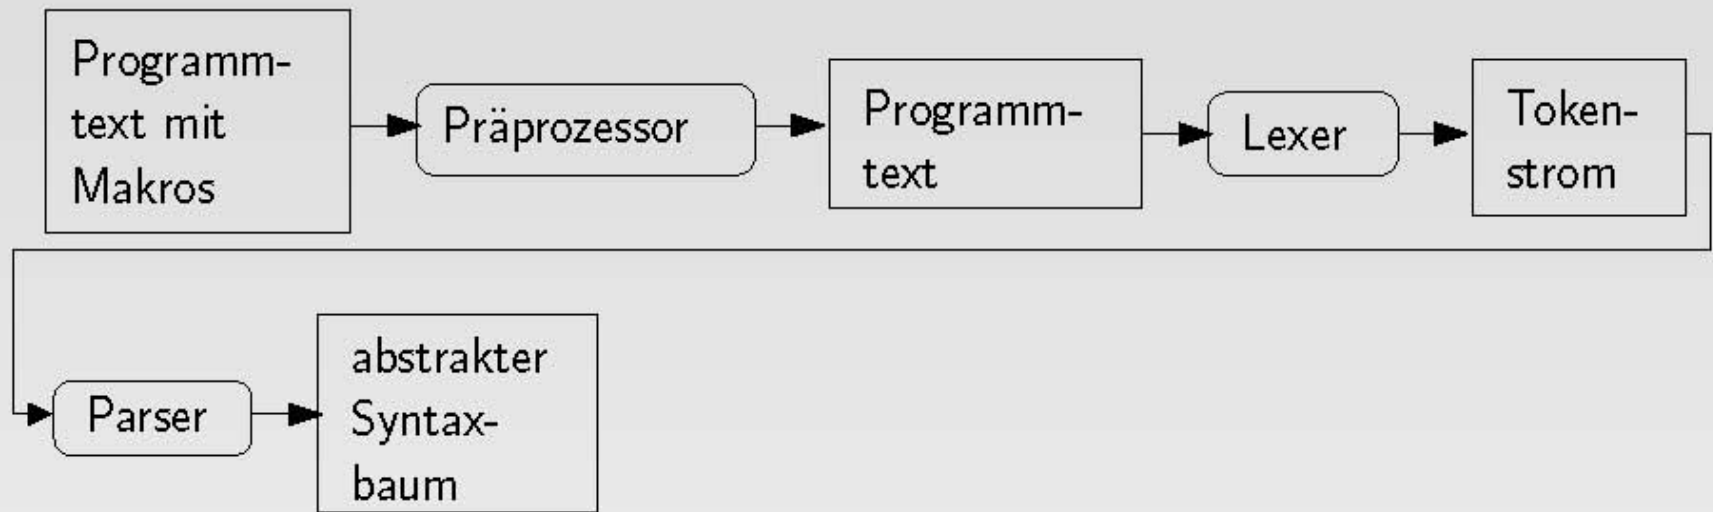 Programm-
text mit
Makros
Präprozessor
Programm-
text
Lexer
Token-
strom
Parser
abstrakter
Syntax-
baum